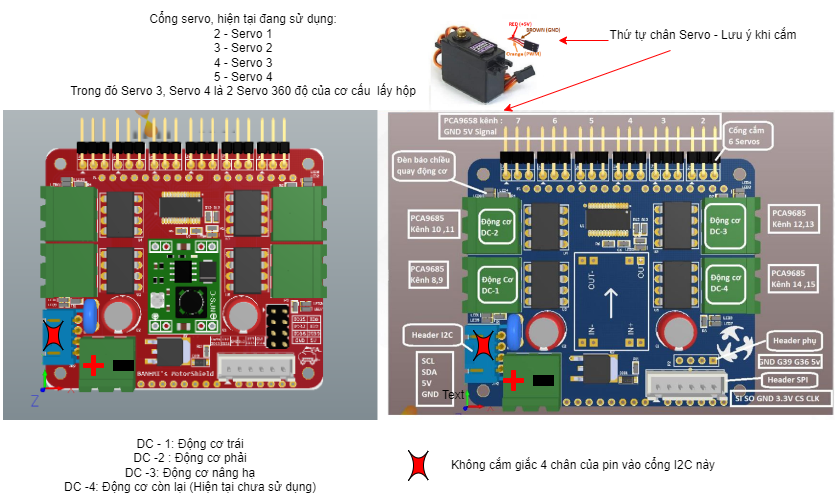 Cổng servo, hiện tại đang sử dụng:
2 - Servo 1
3 - Servo 2
4 - Servo 3
5 - Servo 4
Trong đó Servo 3, Servo 4 là 2 Servo 360 độ của cơ cấu lấy hộp
RED (+5V)
BROWN (GND)
Orange (PWM)
Thứ tự chân Servo - Lưu ý khi cắm
BANHMI's MotorShield
Z
PCA9658 kênh :
GND 5V Signal
7
6
5
4
3
2
Cổng cắm
6 Servos
Đèn báo chiều
quay động cơ
PCA9685
Kênh 10 ,11
Động cơ
DC-2
Động cơ
DC-3
PCA9685
Kênh 12,13
PCA9685
Kênh 8,9
Động Cơ
DC-1
Động cơ
DC-4
PCA9685
Kênh 14 ,15
OUT-
OUT
IN-
IN+
Header I2C
Header phụ
GND G39 G36 5v
SCL
SDA
5V
GND
Header SPI
Text
SI SO GND 3.3V CS CLK
DC - 1: Động cơ trái
DC -2 : Động cơ phải
DC -3: Động cơ nâng hạ
DC -4: Động cơ còn lại (Hiện tại chưa sử dụng)
Không cắm giắc 4 chân của pin vào cổng I2C này